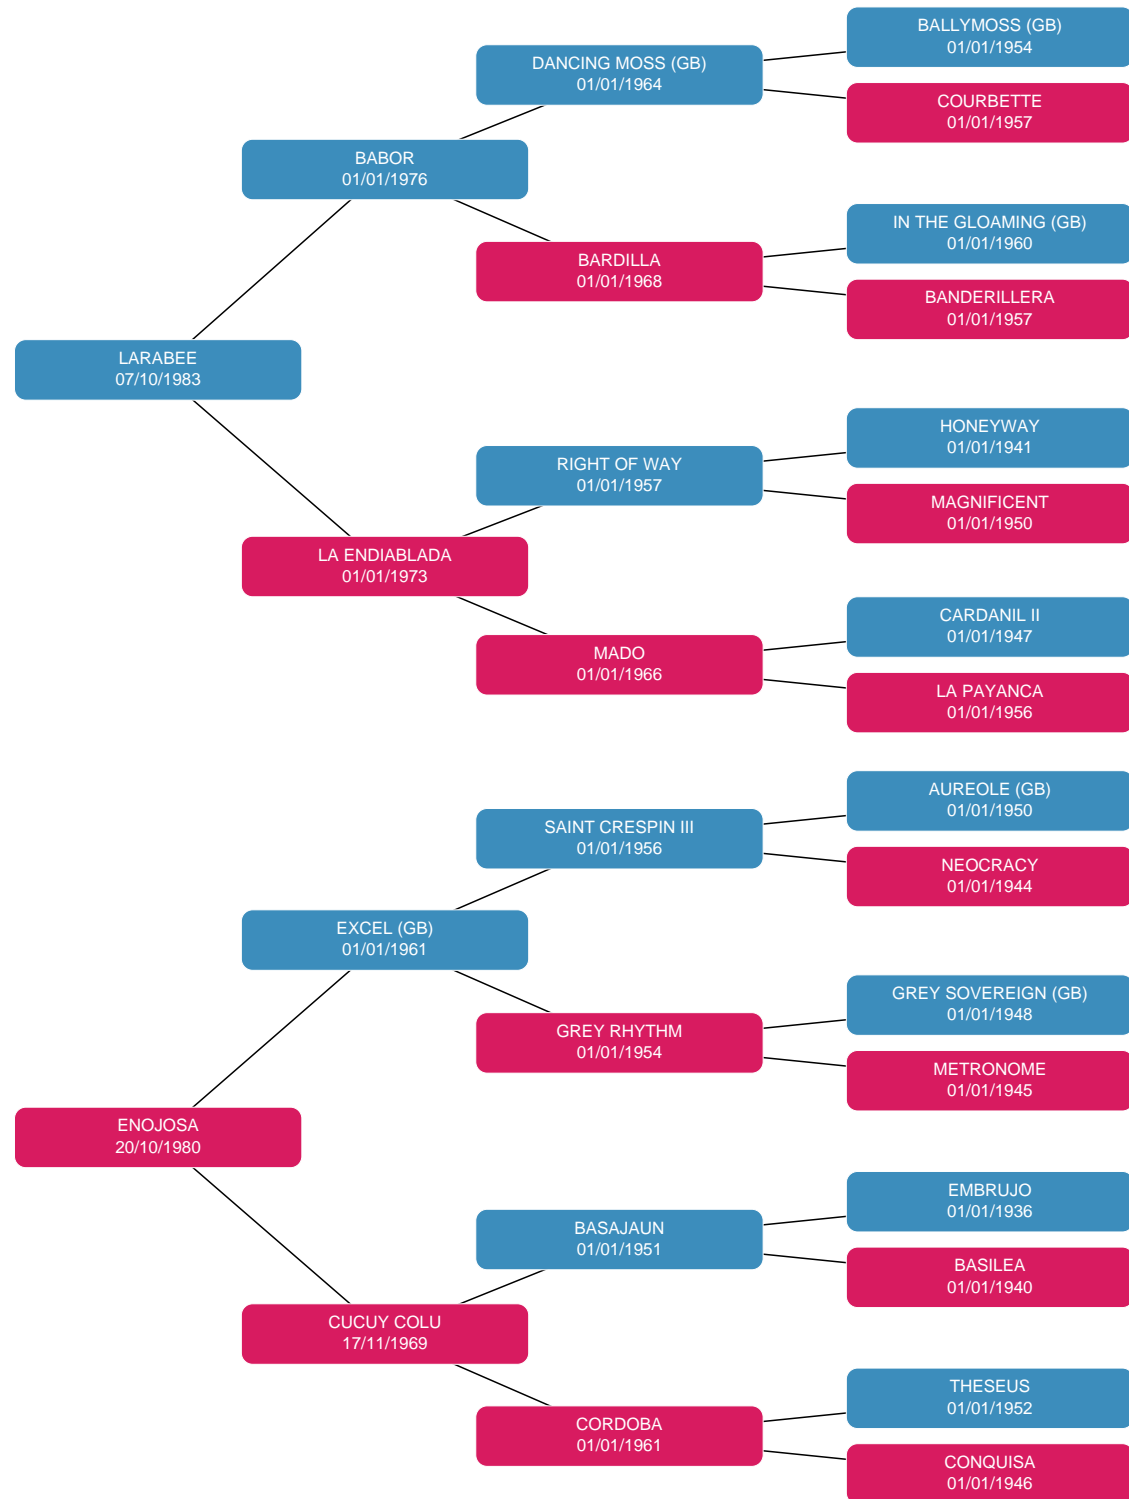 BALLYMOSS (GB)
01/01/1954
DANCING MOSS (GB)
01/01/1964
COURBETTE
01/01/1957
BABOR
01/01/1976
IN THE GLOAMING (GB)
01/01/1960
BARDILLA
01/01/1968
BANDERILLERA
01/01/1957
LARABEE
07/10/1983
HONEYWAY
01/01/1941
RIGHT OF WAY
01/01/1957
MAGNIFICENT
01/01/1950
LA ENDIABLADA
01/01/1973
CARDANIL II
01/01/1947
MADO
01/01/1966
LA PAYANCA
01/01/1956
AUREOLE (GB)
01/01/1950
SAINT CRESPIN III
01/01/1956
NEOCRACY
01/01/1944
EXCEL (GB)
01/01/1961
GREY SOVEREIGN (GB)
01/01/1948
GREY RHYTHM
01/01/1954
METRONOME
01/01/1945
ENOJOSA
20/10/1980
EMBRUJO
01/01/1936
BASAJAUN
01/01/1951
BASILEA
01/01/1940
CUCUY COLU
17/11/1969
THESEUS
01/01/1952
CORDOBA
01/01/1961
CONQUISA
01/01/1946